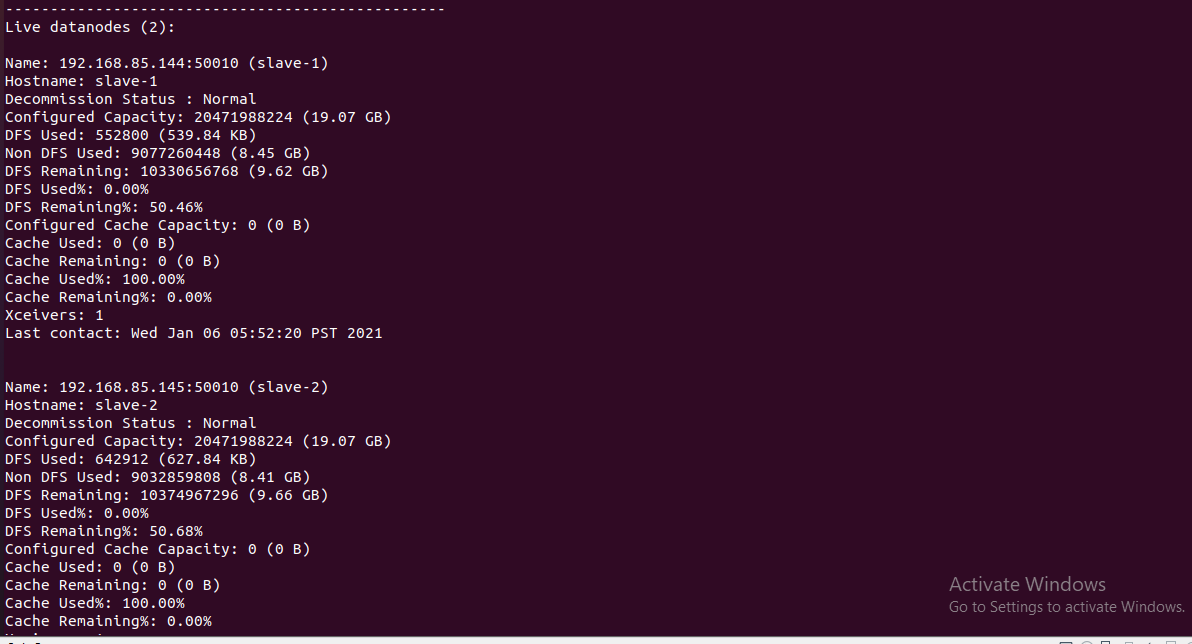 -------------------------------------------------
Live datanodes (2):
Name: 192.168.85.144:50010 (slave-1)
Hostname: slave-1
Decommission Status : Normal
Configured Capacity: 20471988224 (19.07 GB)
DFS Used: 552800 (539.84 KB)
Non DFS Used: 9077260448 (8.45 GB)
DFS Remaining: 10330656768 (9.62 GB)
DFS Used%: 0.00%
DFS Remaining%: 50.46%
Configured Cache Capacity: 0 (0 B)
Cache Used: 0 (0 B)
Cache Remaining: 0 (0 B)
Cache Used%: 100.00%
Cache Remaining%: 0.00%
Xceivers: 1
Last contact: Wed Jan 06 05:52:20 PST 2021
Name: 192.168.85.145:50010 (slave-2)
Hostname: slave-2
Decommission Status : Normal
Configured Capacity: 20471988224 (19.07 GB)
DFS Used: 642912 (627.84 KB)
Non DFS Used: 9032859808 (8.41 GB)
DFS Remaining: 10374967296 (9.66 GB)
DFS Used%: 0.00%
DFS Remaining%: 50.68%
Configured Cache Capacity: 0 (0 B)
Cache Used: 0 (0 B)
Cache Remaining: 0 (0 B)
Cache Used%: 100.00%
Cache Remaining%: 0.00%
Activate Windows
Go to Settings to activate Windows.